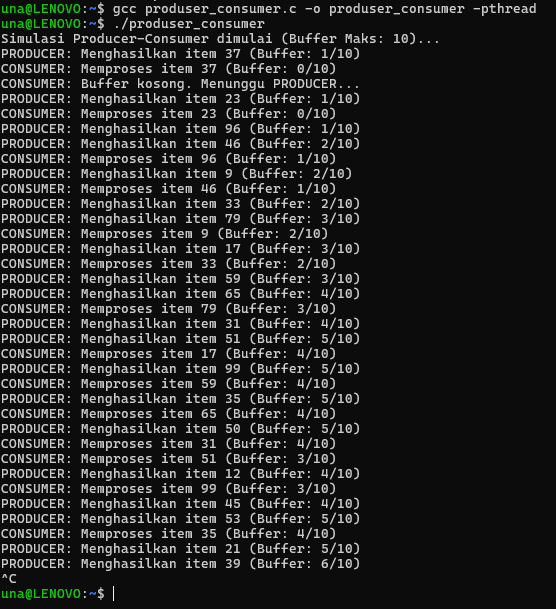 una@LENOVO:~$ gcc produser_consumer.c -o produser_consumer -pthread
una@LENOVO:~$ ./produser_consumer
Simulasi Producer-Consumer dimulai (Buffer Maks: 10)...
PRODUCER: Menghasilkan item 37 (Buffer: 1/10)
CONSUMER: Memproses item 37 (Buffer: 0/10)
CONSUMER: Buffer kosong. Menunggu PRODUCER...
PRODUCER: Menghasilkan item 23 (Buffer: 1/10)
CONSUMER: Memproses item 23 (Buffer: 0/10)
PRODUCER: Menghasilkan item 96 (Buffer: 1/10)
PRODUCER: Menghasilkan item 46 (Buffer: 2/10)
CONSUMER: Memproses item 96 (Buffer: 1/10)
PRODUCER: Menghasilkan item 9 (Buffer: 2/10)
CONSUMER: Memproses item 46 (Buffer: 1/10)
PRODUCER: Menghasilkan item 33 (Buffer: 2/10)
PRODUCER: Menghasilkan item 79 (Buffer: 3/10)
CONSUMER: Memproses item 9 (Buffer: 2/10)
PRODUCER: Menghasilkan item 17 (Buffer: 3/10)
CONSUMER: Memproses item 33 (Buffer: 2/10)
PRODUCER: Menghasilkan item 59 (Buffer: 3/10)
PRODUCER: Menghasilkan item 65 (Buffer: 4/10)
CONSUMER: Memproses item 79 (Buffer: 3/10)
PRODUCER: Menghasilkan item 31 (Buffer: 4/10)
PRODUCER: Menghasilkan item 51 (Buffer: 5/10)
CONSUMER: Memproses item 17 (Buffer: 4/10)
PRODUCER: Menghasilkan item 99 (Buffer: 5/10)
CONSUMER: Memproses item 59 (Buffer: 4/10)
PRODUCER: Menghasilkan item 35 (Buffer: 5/10)
CONSUMER: Memproses item 65 (Buffer: 4/10)
PRODUCER: Menghasilkan item 50 (Buffer: 5/10)
CONSUMER: Memproses item 31 (Buffer: 4/10)
CONSUMER: Memproses item 51 (Buffer: 3/10)
PRODUCER: Menghasilkan item 12 (Buffer: 4/10)
CONSUMER: Memproses item 99 (Buffer: 3/10)
PRODUCER: Menghasilkan item 45 (Buffer: 4/10)
PRODUCER: Menghasilkan item 53 (Buffer: 5/10)
CONSUMER: Memproses item 35 (Buffer: 4/10)
PRODUCER: Menghasilkan item 21 (Buffer: 5/10)
PRODUCER: Menghasilkan item 39 (Buffer: 6/10)
^C
una@LENOVO:~$